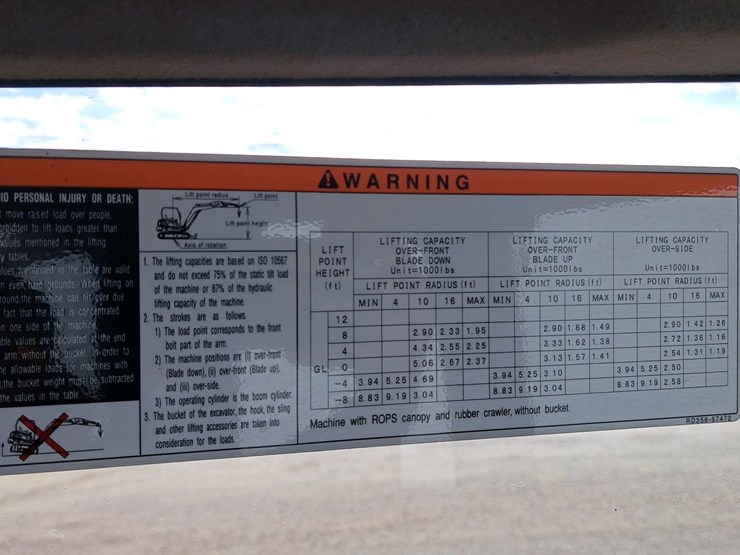 WARNING
ID PERSONAL INJURY OR DEATH:
move raised load over people.
to lift loads greater than
values mentioned in the lifting
tables.
in the table are valid
even, hard grounds. When lifting on
the machine can lift over due
fact that the load is concentrated
on one side of the machine.
values are calculated at the end
arm without the bucket. In order to
allowable loads for machines with
the bucket weight must be subtracted
the values in the table.
Lift point radius
Lift point
Lift point height
Axis of rotation
1. The lifting capacities are based on ISO 10567
and do not exceed 75% of the static tilt load
of the machine or 87% of the hydraulic
lifting capacity of the machine.
2. The strokes are as follows.
1) The load point corresponds to the front
bolt part of the arm.
2) The machine positions are (i) over-front
(Blade down), (ii) over-front (Blade up),
and (iii) over-side.
3) The operating cylinder is the boom cylinder.
3. The bucket of the excavator, the hook, the sling
and other lifting accessories are taken into
consideration for the loads.
LIFT POINT HEIGHT (ft)
LIFTING CAPACITY OVER-FRONT BLADE DOWN Unit=1000lbs
LIFTING CAPACITY OVER-FRONT BLADE UP Unit=1000lbs
LIFTING CAPACITY OVER-SIDE Unit=1000lbs
LIFT POINT RADIUS (ft) LIFT POINT RADIUS (ft) LIFT POINT RADIUS (ft)
MIN 4 10 16 MAX MIN 4 10 16 MAX MIN 4 10 16 MAX
12
8 2.90 2.33 1.95 2.90 1.68 1.49 2.90 1.42 1.26
4 4.34 2.55 2.25 3.33 1.62 1.38 2.72 1.36 1.16
GL 0 5.06 2.67 2.37 3.13 1.57 1.41 2.54 1.31 1.19
-4 3.94 5.25 4.69 3.94 5.25 3.10 3.94 5.25 2.50
-8 8.83 9.19 3.04 8.83 9.19 3.04 8.83 9.19 2.58
Machine with ROPS canopy and rubber crawler, without bucket.
RD358-57472